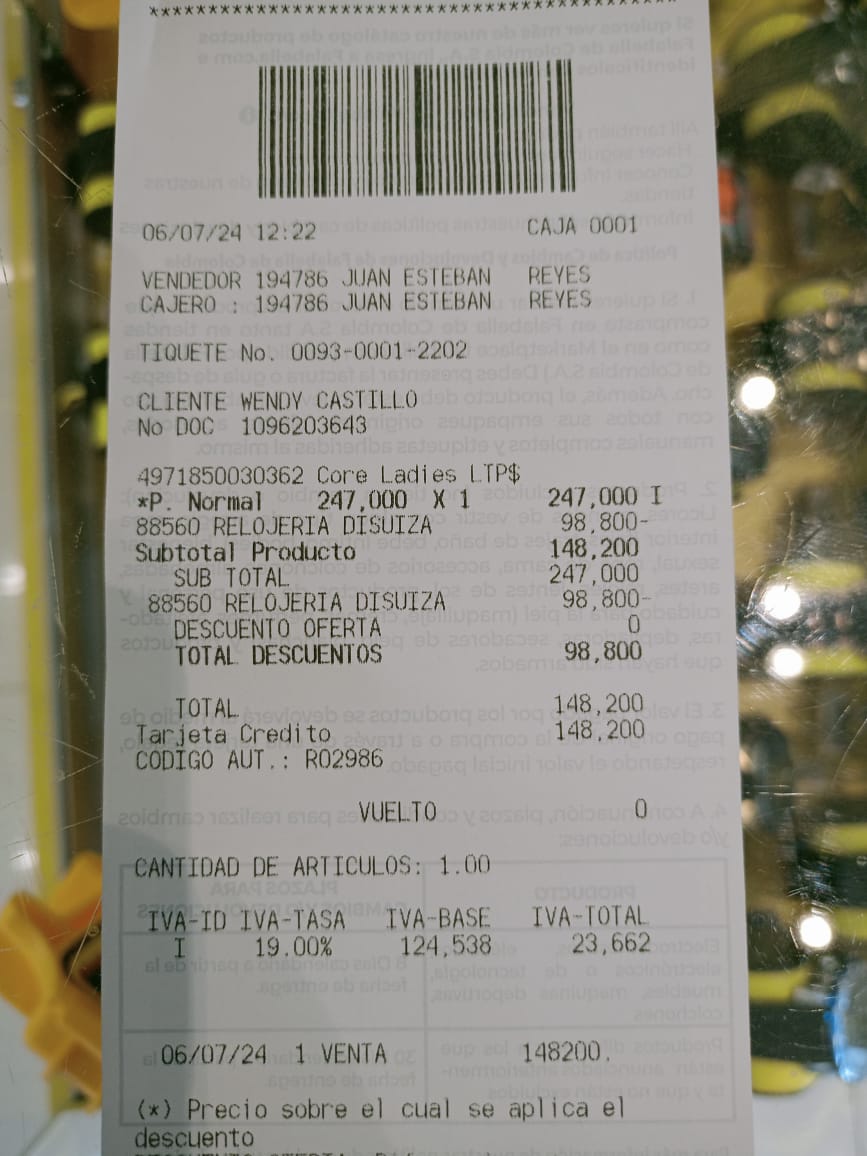 ****************************************
06/07/24 12:22 CAJA 0001
VENDEDOR 194786 JUAN ESTEBAN REYES
CAJERO : 194786 JUAN ESTEBAN REYES
TIQUETE No. 0093-0001-2202
CLIENTE WENDY CASTILLO
No DOC 1096203643
4971850030362 Core Ladies LTP$
*P. Normal 247,000 X 1 247,000 I
88560 RELOJERIA DISUIZA 98,800-
Subtotal Producto 148,200
SUB TOTAL 247,000
88560 RELOJERIA DISUIZA 98,800-
DESCUENTO OFERTA 0
TOTAL DESCUENTOS 98,800
TOTAL 148,200
Tarjeta Credito 148,200
CODIGO AUT.: R02986
VUELTO 0
CANTIDAD DE ARTICULOS: 1.00
IVA-ID IVA-TASA IVA-BASE IVA-TOTAL
I 19.00% 124,538 23,662
06/07/24 1 VENTA 148200.
(*) Precio sobre el cual se aplica el
descuento